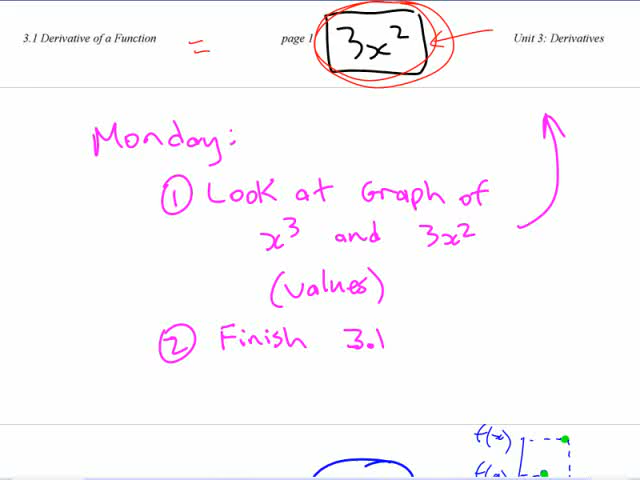 3.1 Derivative of a Function = page 1 3x² Unit 3: Derivatives
Monday:
① Look at Graph of
x³ and 3x²
(values)
② Finish 3.1
f(x)
f(a)